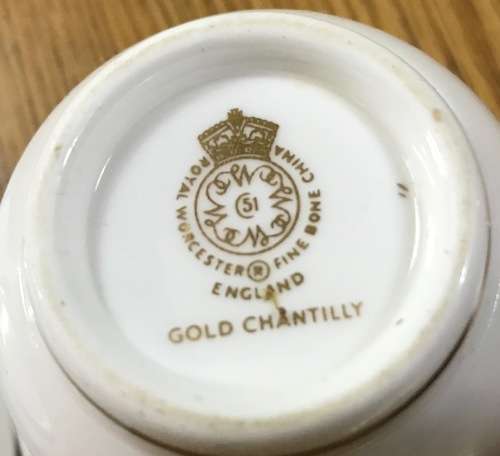 ROYAL WORCESTER ® FINE BONE CHINA
51
ENGLAND
GOLD CHANTILLY